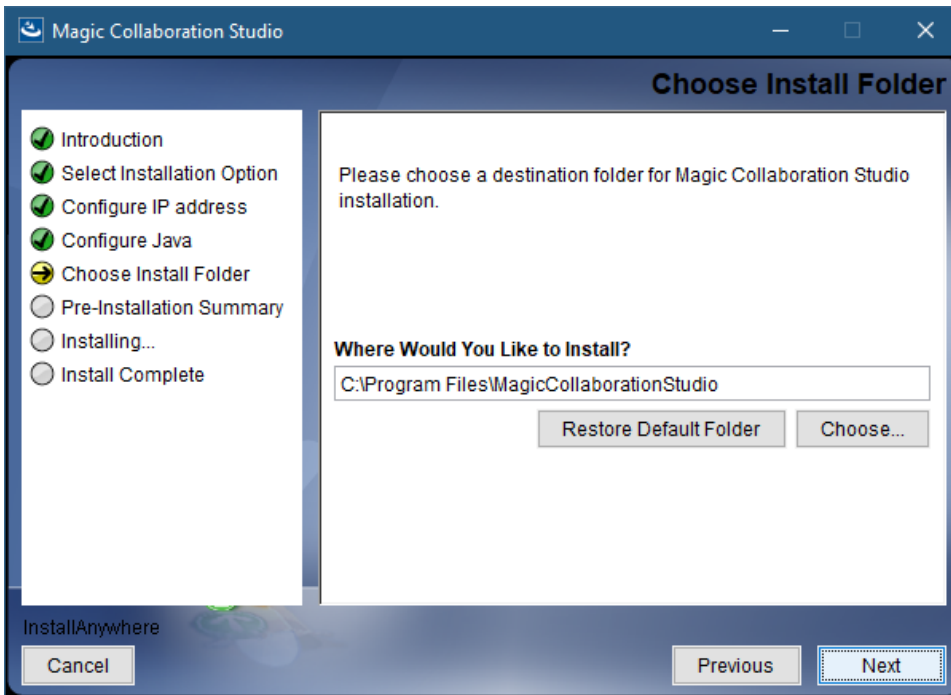 Magic Collaboration Studio
Choose Install Folder
Introduction
Select Installation Option
Configure IP address
Configure Java
Choose Install Folder
Pre-Installation Summary
Installing...
Install Complete
Please choose a destination folder for Magic Collaboration Studio
installation.
Where Would You Like to Install?
C:\Program Files\MagicCollaborationStudio
Restore Default Folder
Choose...
InstallAnywhere
Cancel
Previous
Next